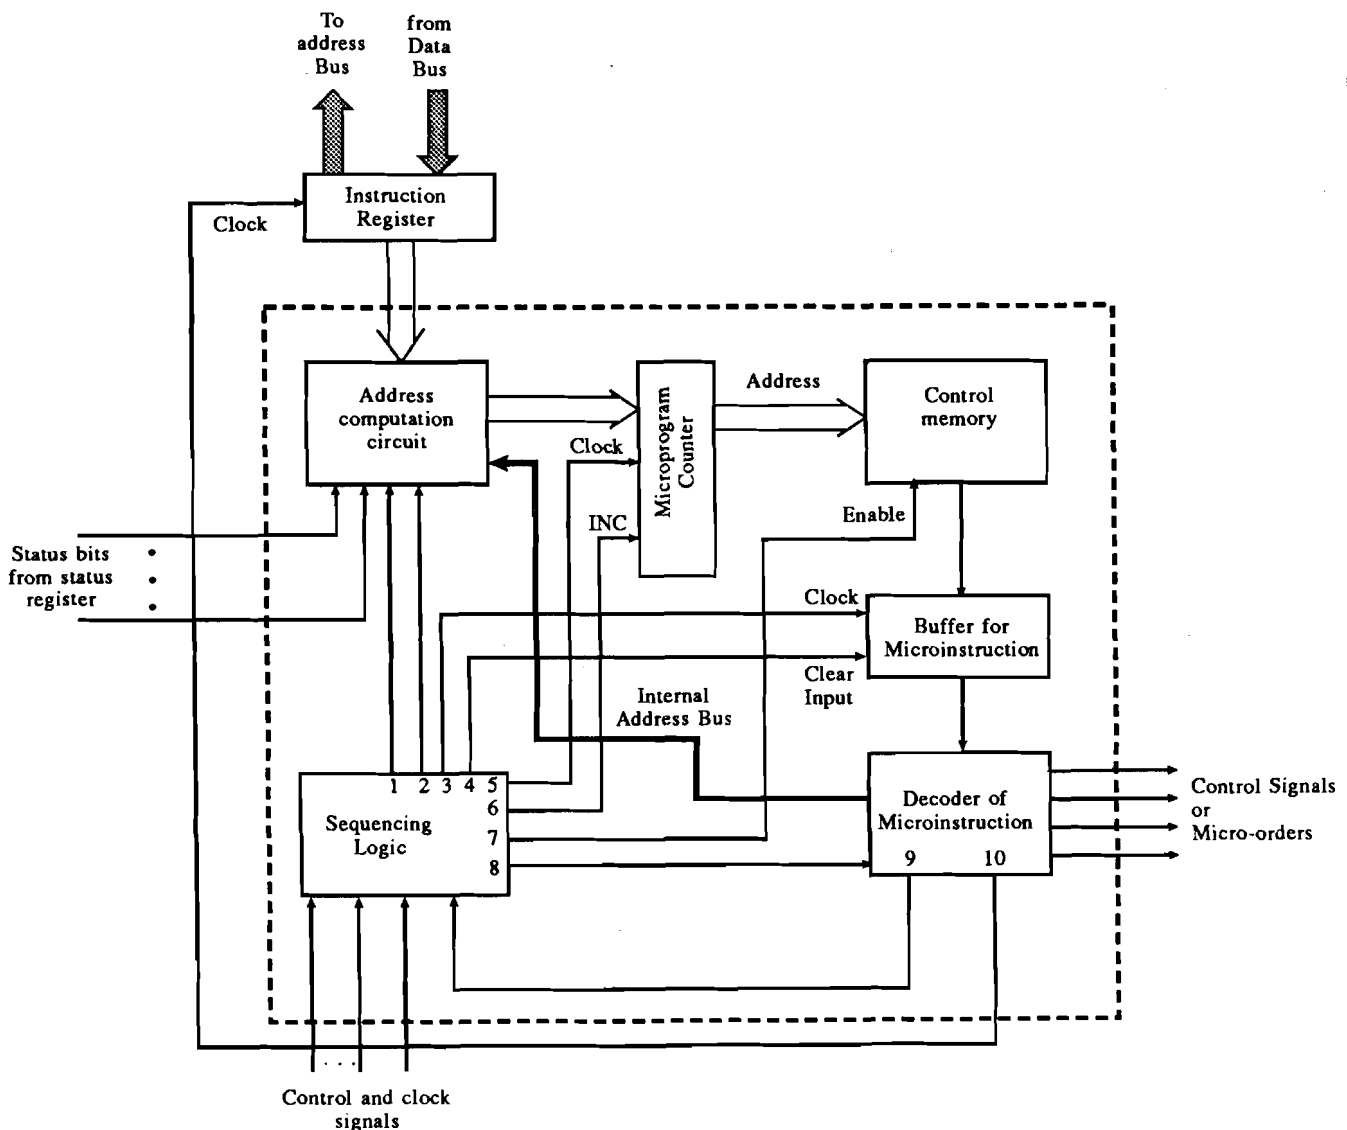 To
address
Bus
from
Data
Bus
Instruction
Register
Clock
Address
computation
circuit
Microprogram
Counter
Address
Control
memory
Clock
INC
Enable
Status bits
from status
register
Clock
Buffer for
Microinstruction
Clear
Input
Internal
Address Bus
1 2 3 4 5
6
7
8
Sequencing
Logic
Decoder of
Microinstruction
9 10
Control Signals
or
Micro-orders
Control and clock
signals